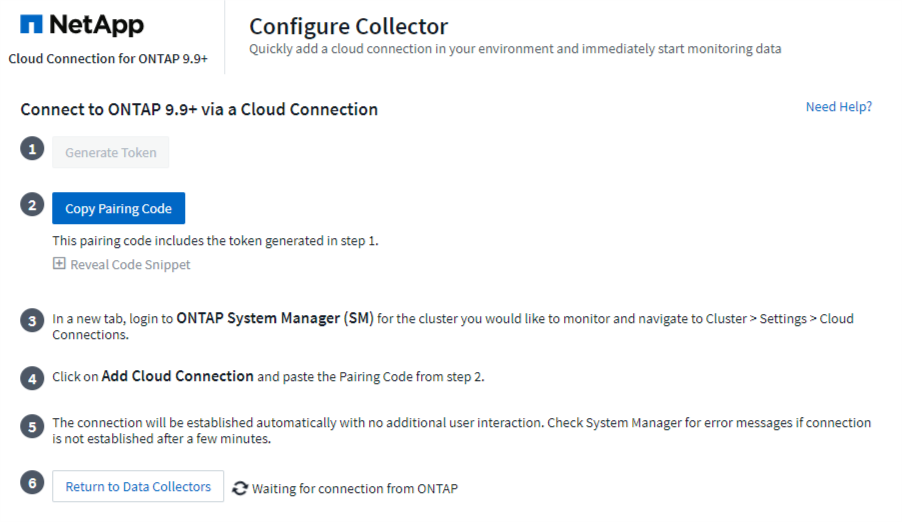 NetApp
Cloud Connection for ONTAP 9.9+
Configure Collector
Quickly add a cloud connection in your environment and immediately start monitoring data
Connect to ONTAP 9.9+ via a Cloud Connection
Need Help?
1
Generate Token
2
Copy Pairing Code
This pairing code includes the token generated in step 1.
Reveal Code Snippet
3
In a new tab, login to ONTAP System Manager (SM) for the cluster you would like to monitor and navigate to Cluster > Settings > Cloud
Connections.
4
Click on Add Cloud Connection and paste the Pairing Code from step 2.
5
The connection will be established automatically with no additional user interaction. Check System Manager for error messages if connection
is not established after a few minutes.
6
Return to Data Collectors
Waiting for connection from ONTAP